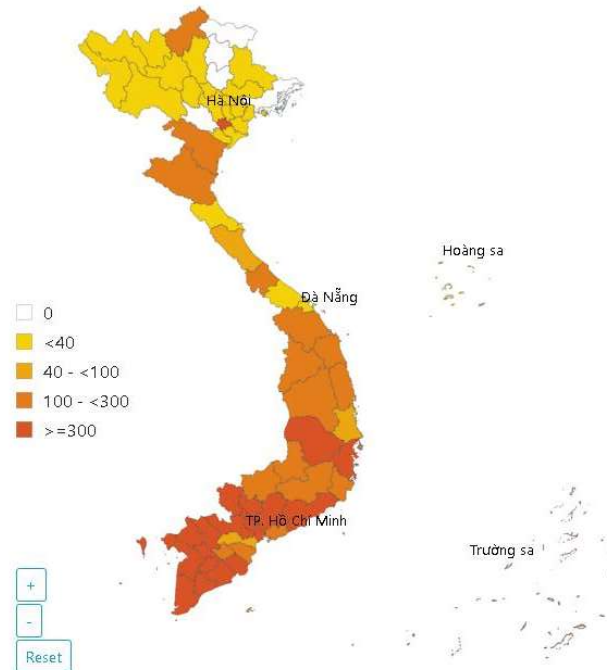 Hà Nôi
Hoàng sa
Đà Nẵng
0
<40
40 - <100
100 - <300
>=300
TP. Hồ Chí Minh
Trường sa
+
-
Reset